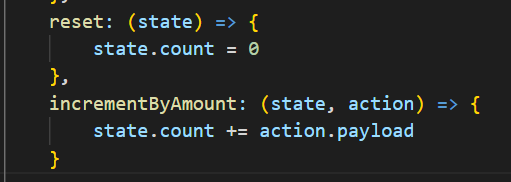 reset: (state) => {
state.count = 0
},
incrementByAmount: (state, action) => {
state.count += action.payload
}